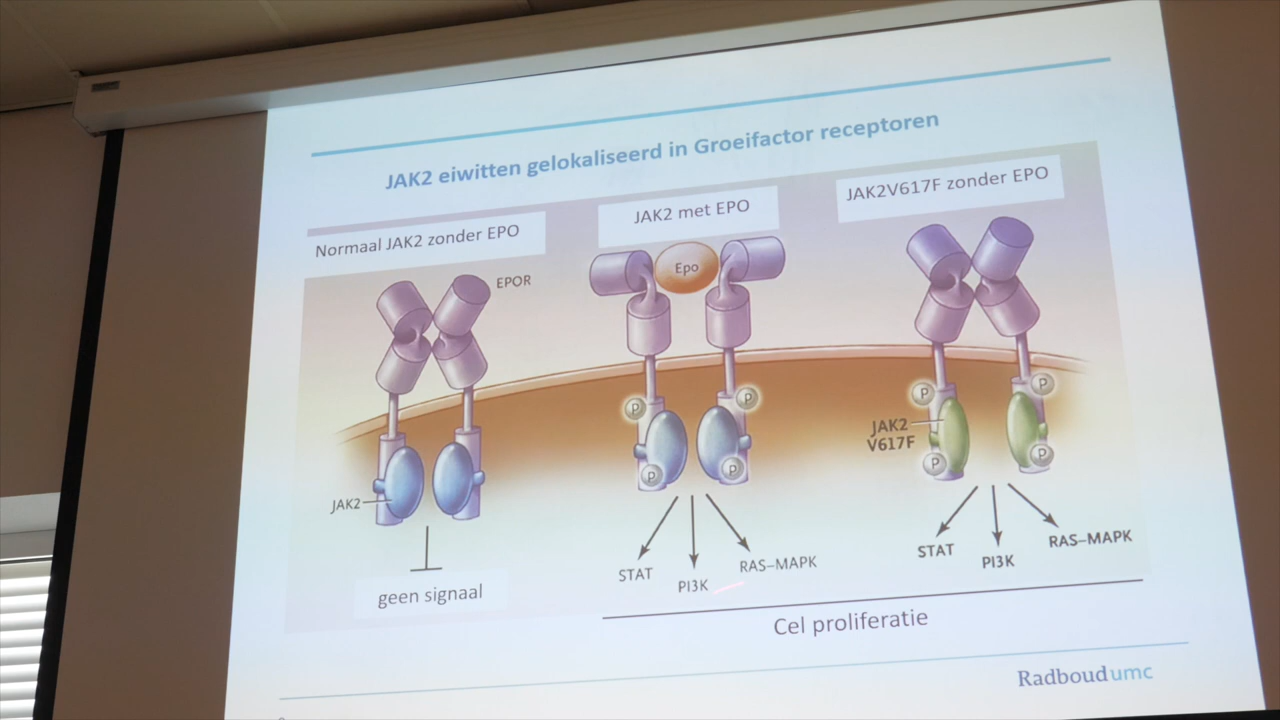 JAK2 eiwitten gelokaliseerd in Groeifactor receptoren
Normaal JAK2 zonder EPO
JAK2 met EPO
JAK2V617F zonder EPO
EPOR
Epo
P
P
P
P
P
P
P
P
JAK2
JAK2
V617F
geen signaal
STAT
PI3K
RAS–MAPK
STAT
PI3K
RAS–MAPK
Cel proliferatie
Radboudumc